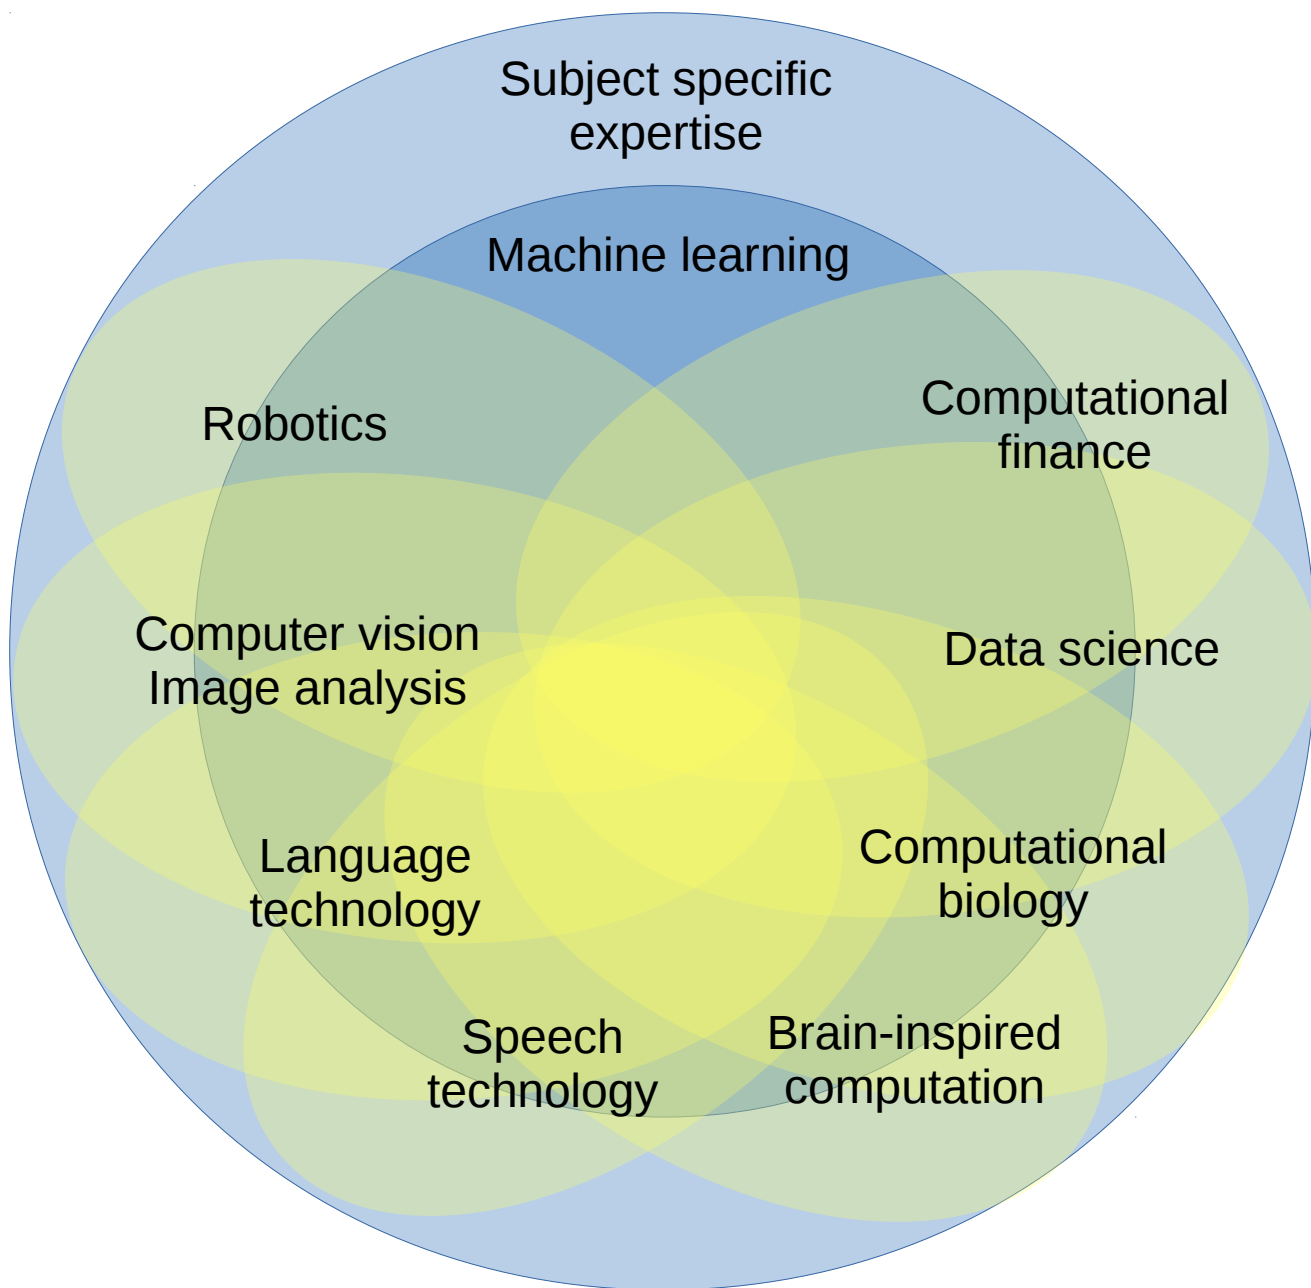 Subject specific
expertise
Machine learning
Robotics
Computational
finance
Computer vision
Image analysis
Data science
Language
technology
Computational
biology
Speech
technology
Brain-inspired
computation